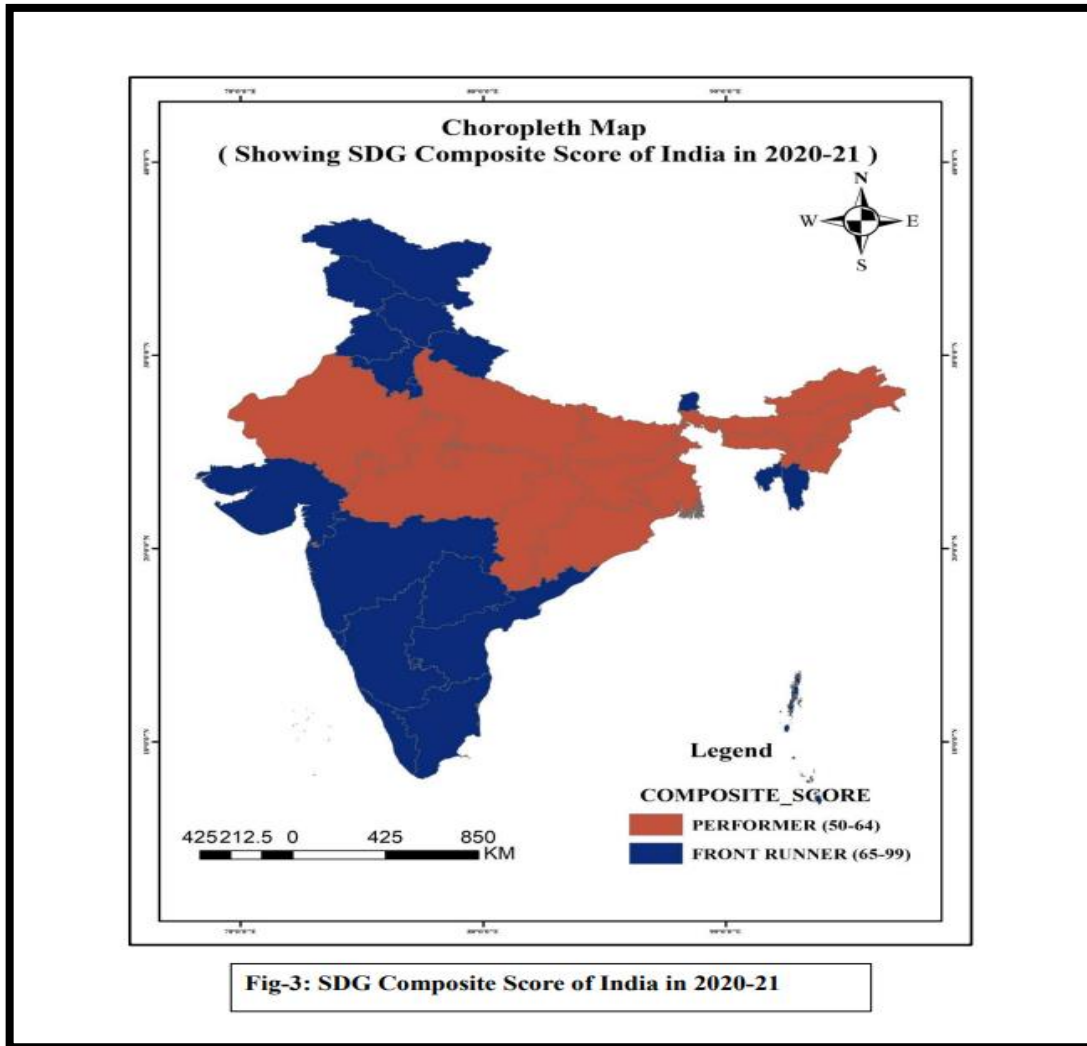 Choropleth Map
( Showing SDG Composite Score of India in 2020-21 )
N
W E
S
Legend
COMPOSITE_SCORE
PERFORMER (50-64)
FRONT RUNNER (65-99)
425212.5 0 425 850
KM
Fig-3: SDG Composite Score of India in 2020-21